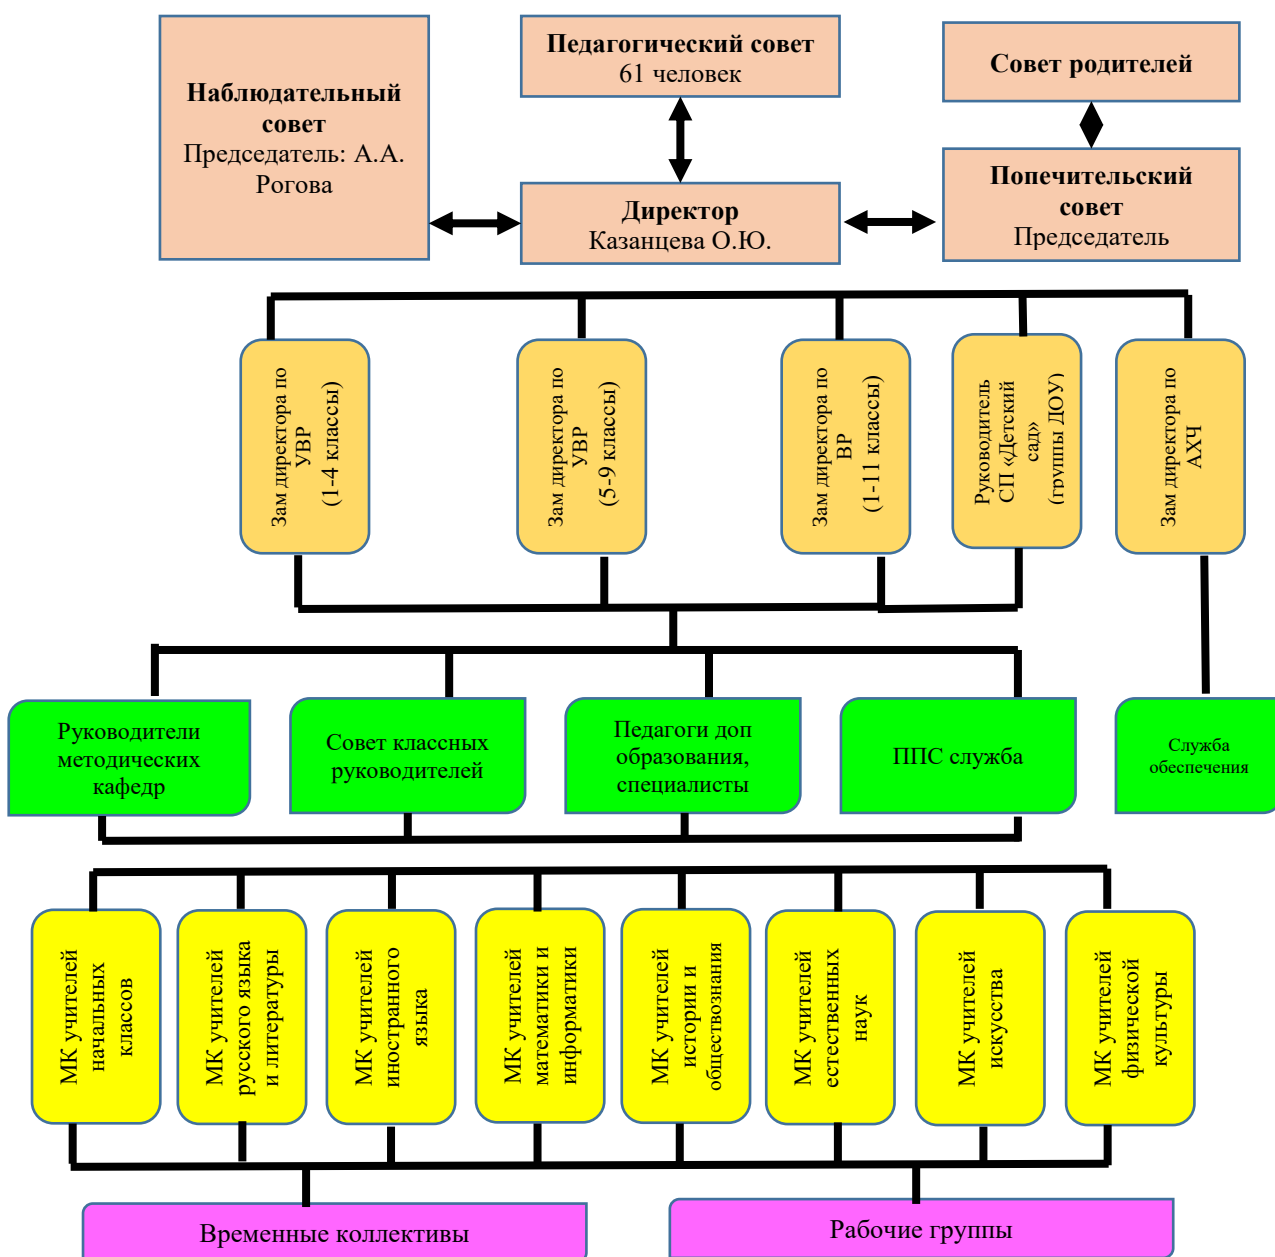 Наблюдательный
совет
Председатель: А.А.
Рогова
Педагогический совет
61 человек
Совет родителей
Директор
Казанцева О.Ю.
Попечительский
совет
Председатель
Зам директора по
УВР
(1-4 классы)
Зам директора по
УВР
(5-9 классы)
Зам директора по
ВР
(1-11 классы)
Руководитель
СП «Детский
сад»
(группы ДОУ)
Зам директора по
АХЧ
Руководители
методических
кафедр
Совет классных
руководителей
Педагоги доп
образования,
специалисты
ППС служба
Служба
обеспечения
МК учителей
начальных
классов
МК учителей
русского языка
и литературы
МК учителей
иностранного
языка
МК учителей
математики и
информатики
МК учителей
истории и
обществознания
МК учителей
естественных
наук
МК учителей
искусства
МК учителей
физической
культуры
Временные коллективы
Рабочие группы